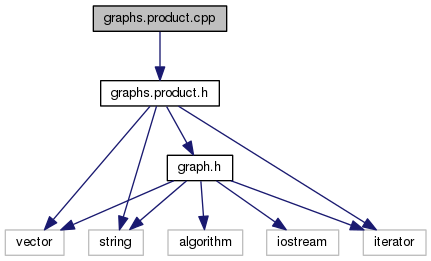 graphs.product.cpp
graphs.product.h
graph.h
vector
string
algorithm
iostream
iterator